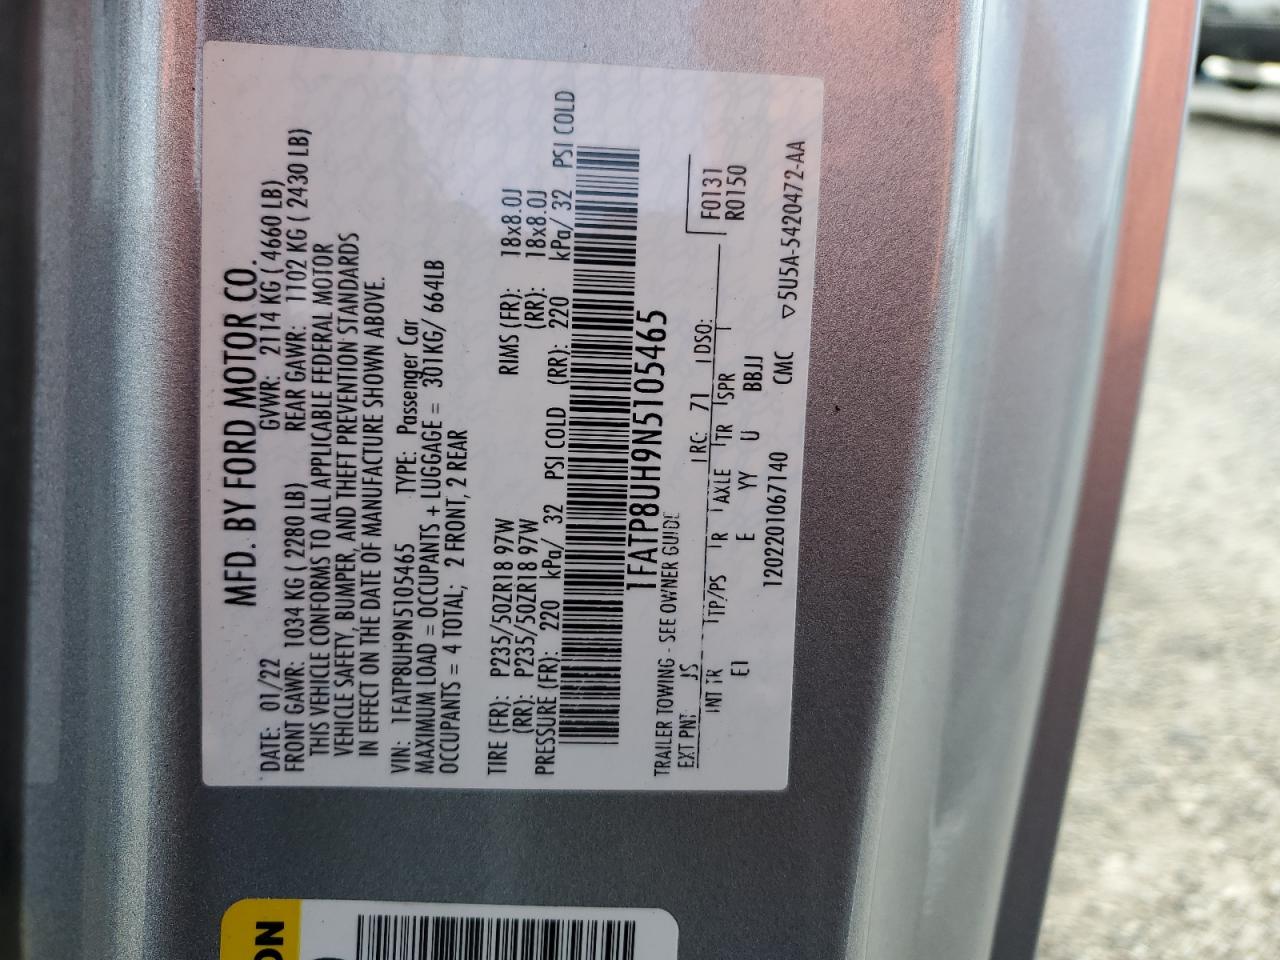 MFD. BY FORD MOTOR CO.
DATE: 01/22 GVWR: 2114 KG ( 4660 LB)
FRONT GAWR: 1034 KG ( 2280 LB) REAR GAWR: 1102 KG ( 2430 LB)
THIS VEHICLE CONFORMS TO ALL APPLICABLE FEDERAL MOTOR
VEHICLE SAFETY, BUMPER, AND THEFT PREVENTION STANDARDS
IN EFFECT ON THE DATE OF MANUFACTURE SHOWN ABOVE.
VIN: 1FATP8UH9N5105465 TYPE: Passenger Car
MAXIMUM LOAD = OCCUPANTS + LUGGAGE = 301KG/ 664LB
OCCUPANTS = 4 TOTAL; 2 FRONT, 2 REAR
TIRE (FR): P235/50ZR18 97W RIMS (FR): 18x8.0J
(RR): P235/50ZR18 97W (RR): 18x8.0J
PRESSURE (FR): 220 kPa/ 32 PSI COLD (RR): 220 kPa/ 32 PSI COLD
1FATP8UH9N5105465
TRAILER TOWING - SEE OWNER GUIDE
EXT PNT: JS RC: 71 DSO: F0131
INT TR TP/PS R AXLE TR SPR R0150
EI E YY U BBJJ
1202201067140 CMC ▽5U5A-5420472-AA
ON